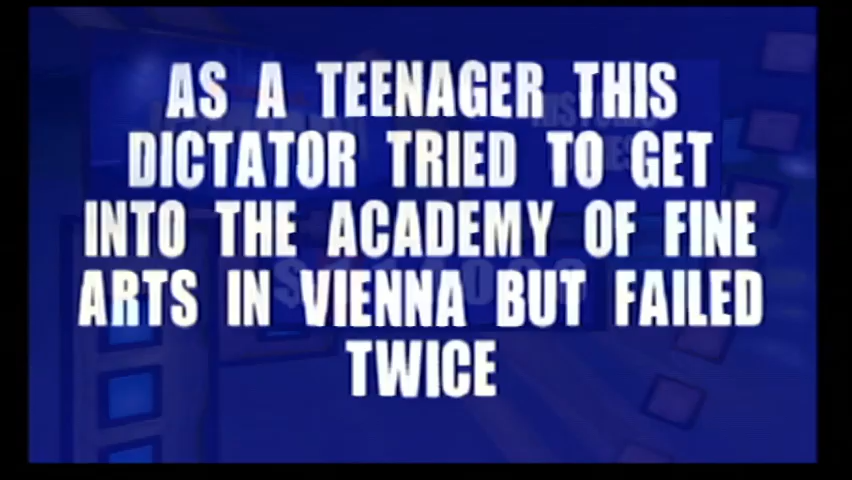 AS A TEENAGER THIS
DICTATOR TRIED TO GET
INTO THE ACADEMY OF FINE
ARTS IN VIENNA BUT FAILED
TWICE